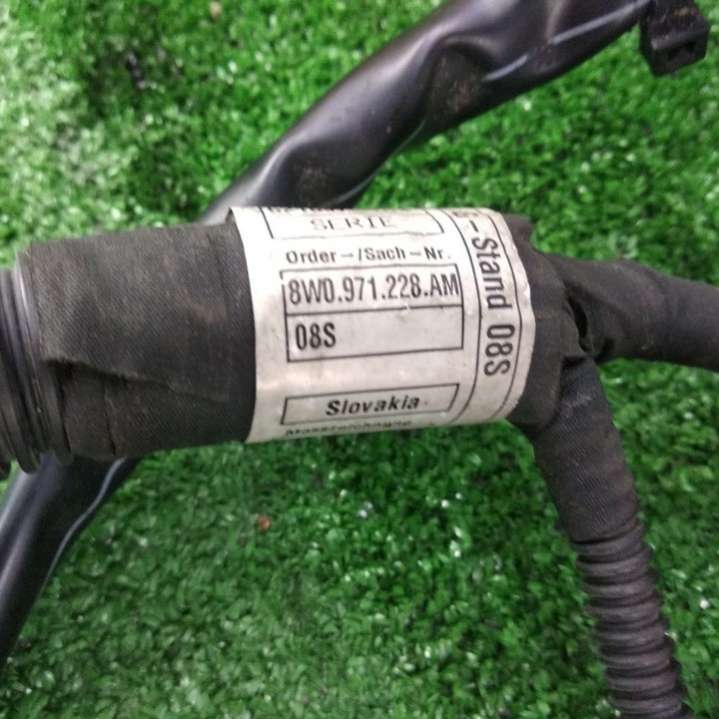 SERIE
Order-/Sach-Nr.
8W0.971.228.AM
08S
Slovakia
-Stand 08S